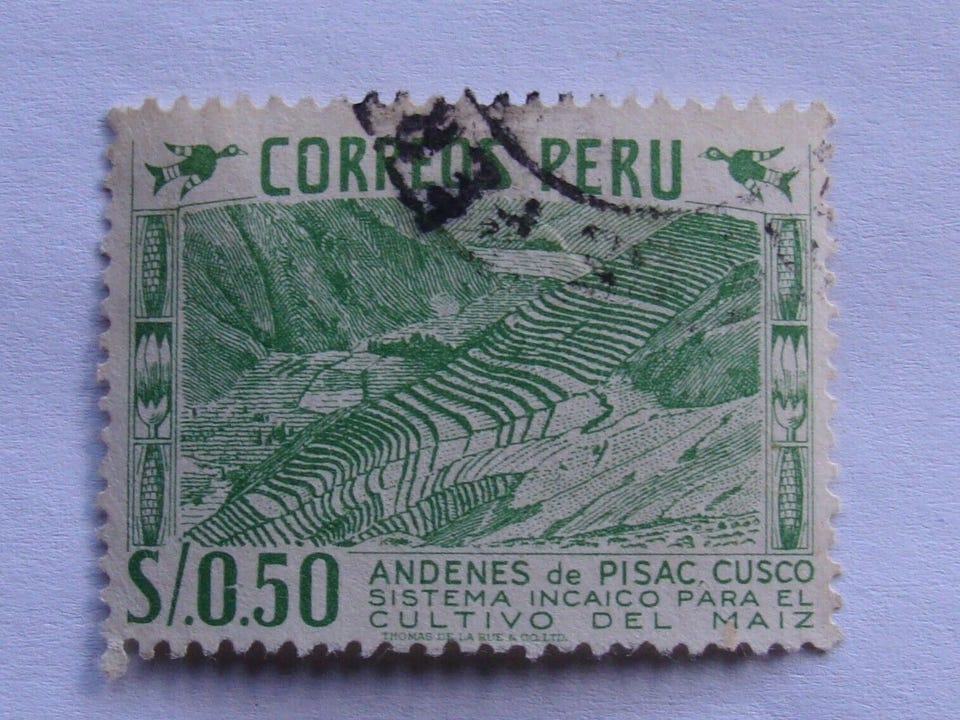 CORREOS PERU
S/.0.50
ANDENES de PISAC, CUSCO
SISTEMA INCAICO PARA EL
CULTIVO DEL MAIZ
THOMAS DE LA RUE & CO. LTD.